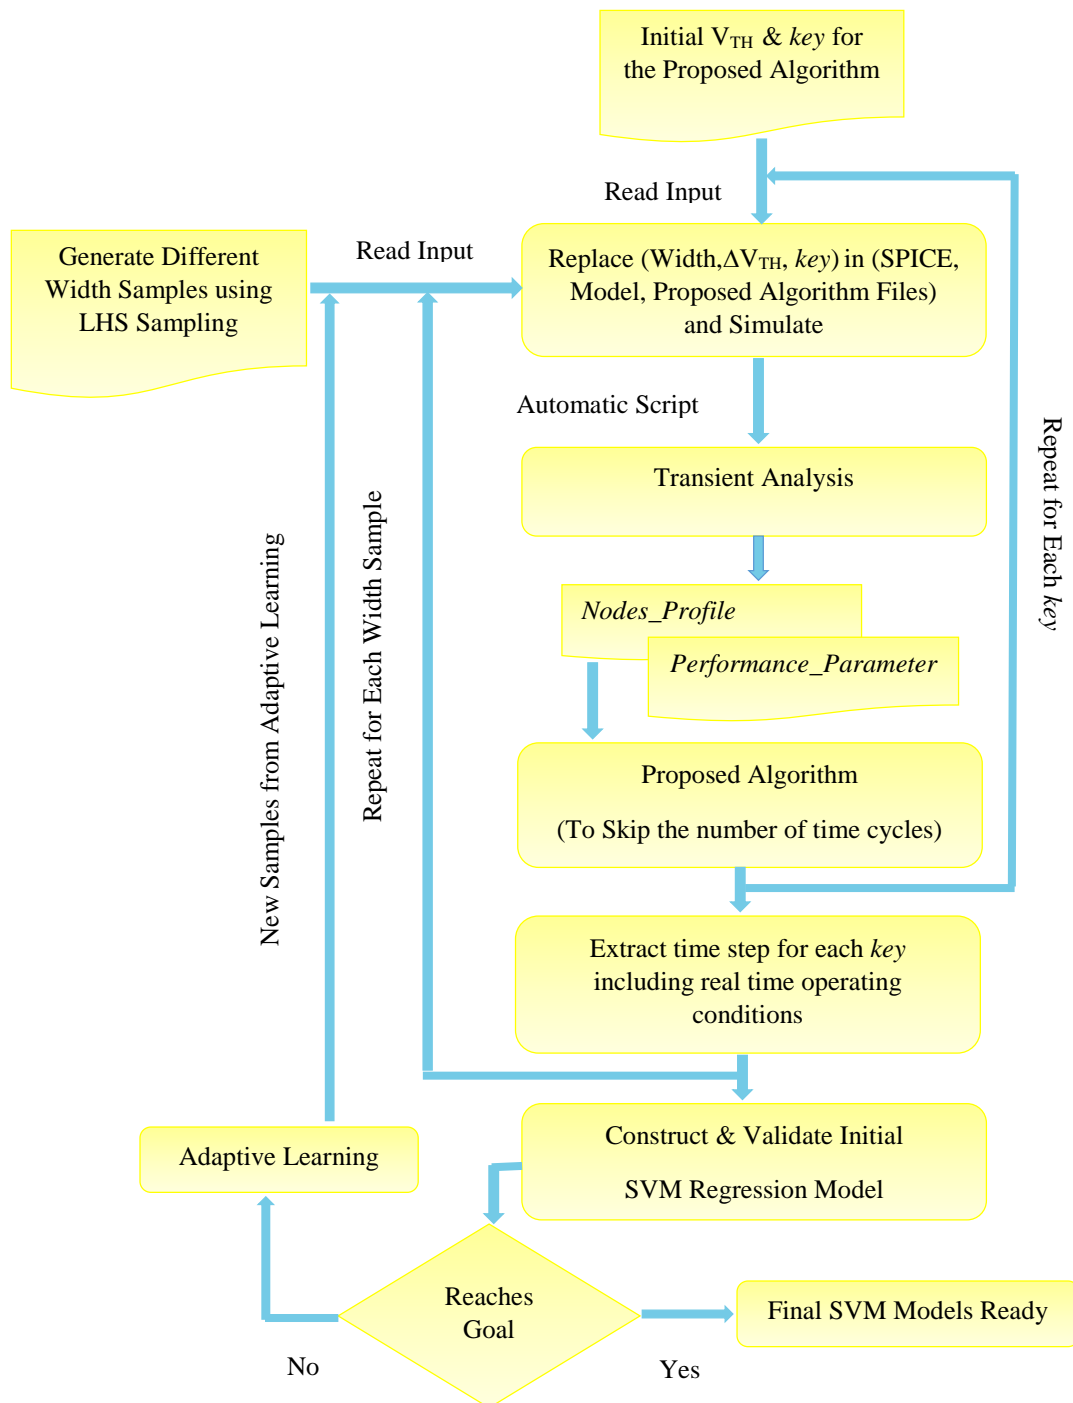 Initial VTH & key for
the Proposed Algorithm
Read Input
Generate Different
Width Samples using
LHS Sampling
Read Input
Replace (Width,ΔVTH, key) in (SPICE,
Model, Proposed Algorithm Files)
and Simulate
Automatic Script
Transient Analysis
Nodes_Profile
Performance_Parameter
Proposed Algorithm
(To Skip the number of time cycles)
Repeat for Each key
Extract time step for each key
including real time operating
conditions
Repeat for Each Width Sample
New Samples from Adaptive Learning
Construct & Validate Initial
SVM Regression Model
Adaptive Learning
Reaches
Goal
No
Yes
Final SVM Models Ready